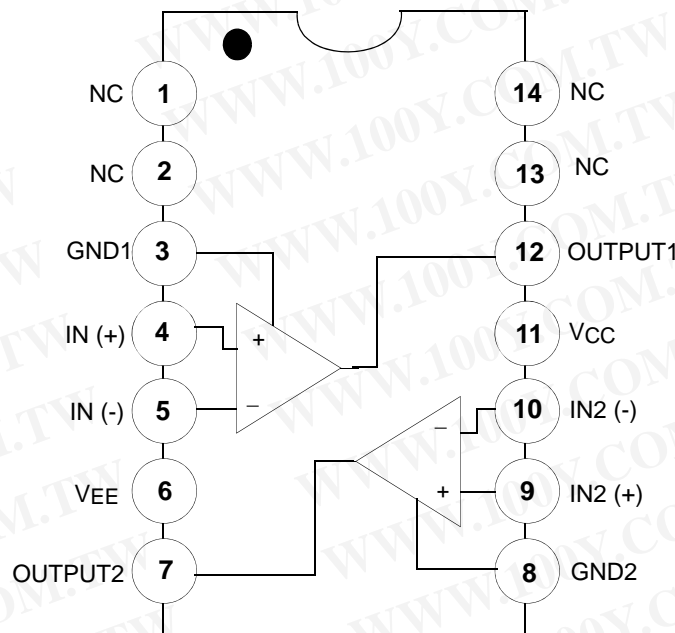 NC 1 14 NC
NC 2 13 NC
GND1 3 12 OUTPUT1
IN (+) 4 + 11 VCC
IN (-) 5 − 10 IN2 (-)
−
VEE 6 + 9 IN2 (+)
OUTPUT2 7 8 GND2
WWW.100Y.COM.TW